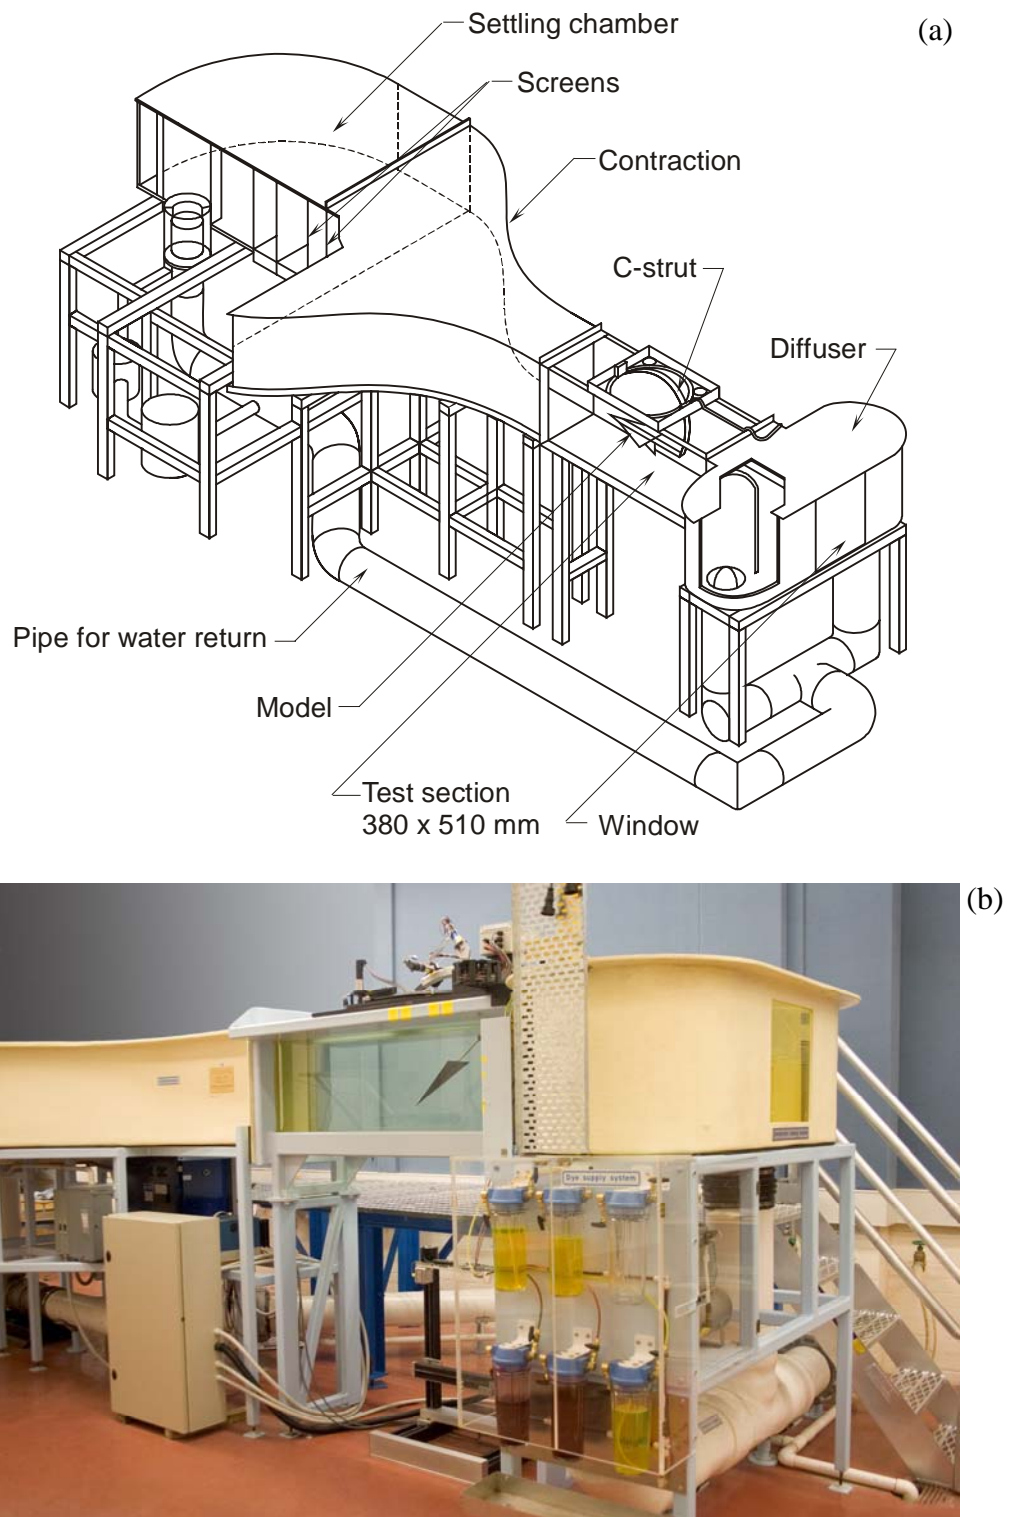 Settling chamber
(a)
Screens
Contraction
C-strut
Diffuser
Pipe for water return
Model
Test section
380 x 510 mm
Window
(b)
Dye supply system